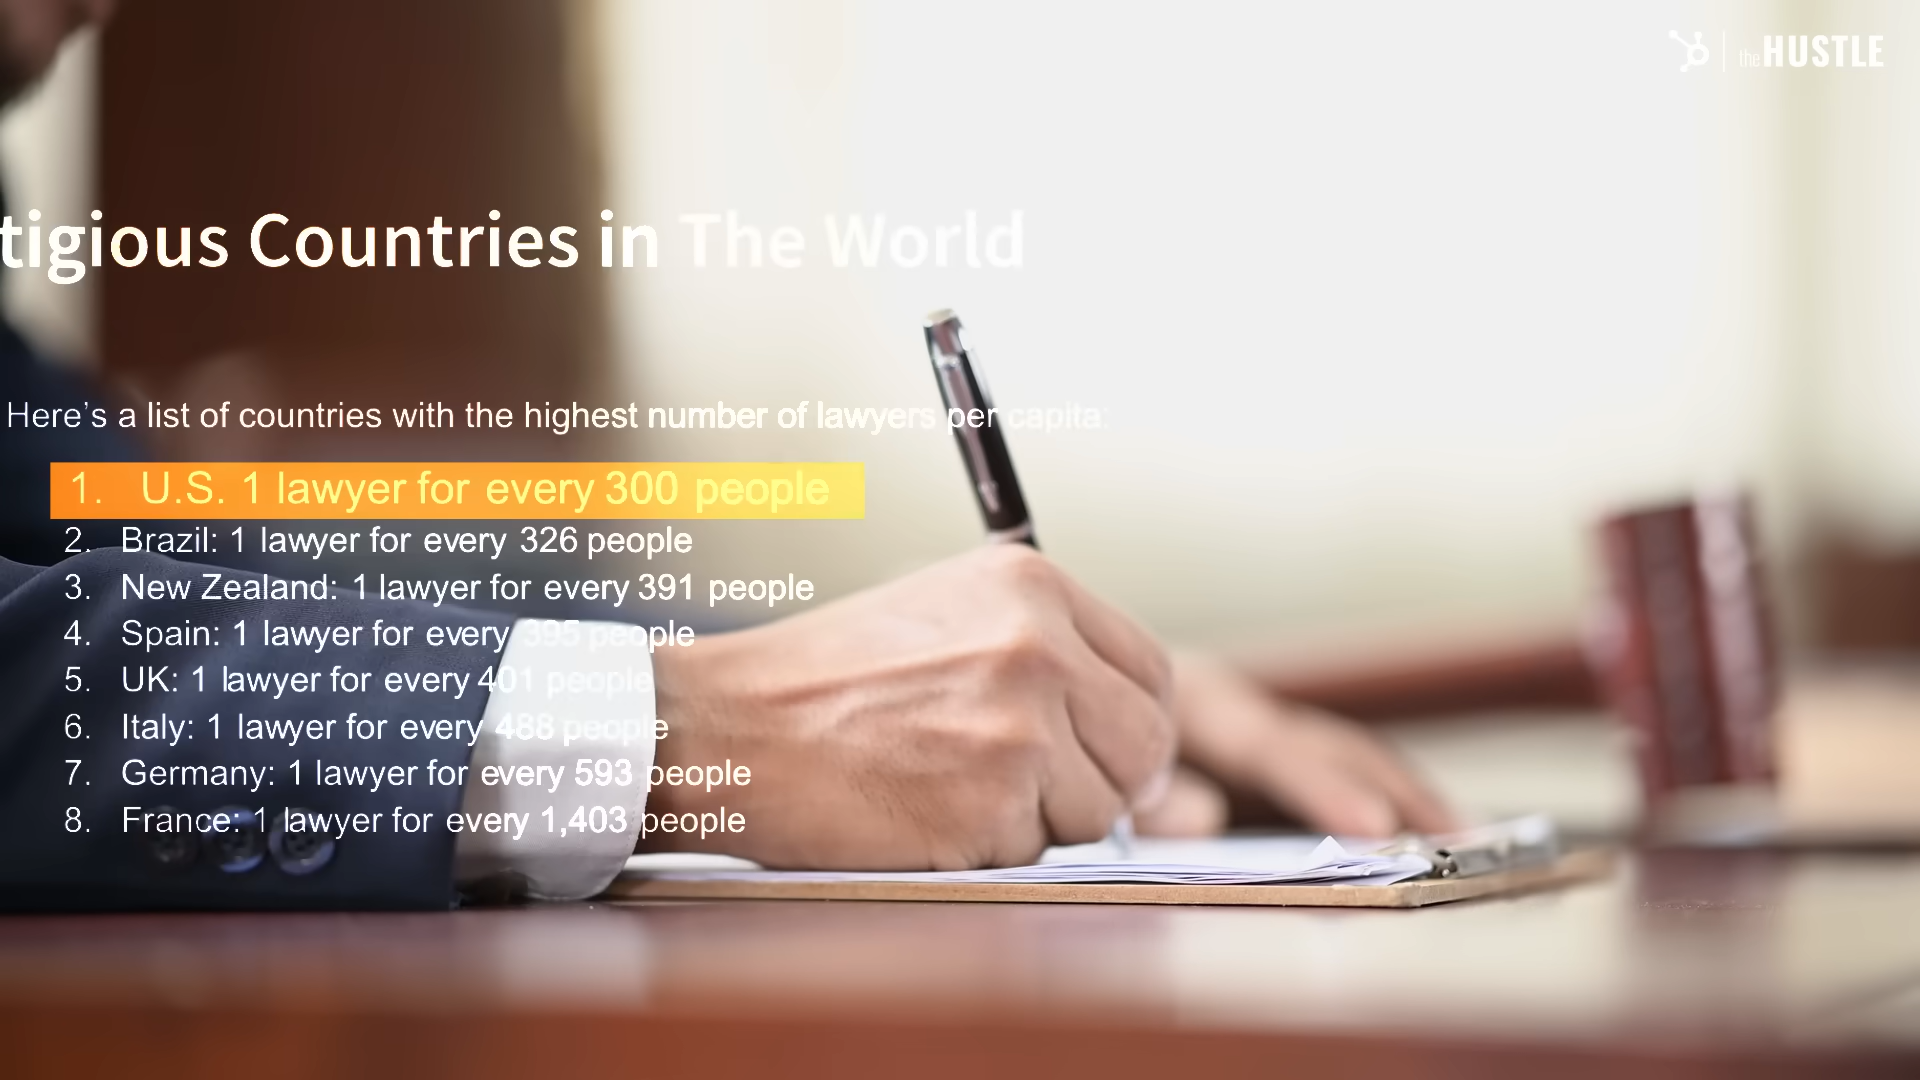 the HUSTLE
tigious Countries in The World
Here's a list of countries with the highest number of lawyers per capita:
1. U.S. 1 lawyer for every 300 people
2. Brazil: 1 lawyer for every 326 people
3. New Zealand: 1 lawyer for every 391 people
4. Spain: 1 lawyer for every 395 people
5. UK: 1 lawyer for every 401 people
6. Italy: 1 lawyer for every 488 people
7. Germany: 1 lawyer for every 593 people
8. France: 1 lawyer for every 1,403 people